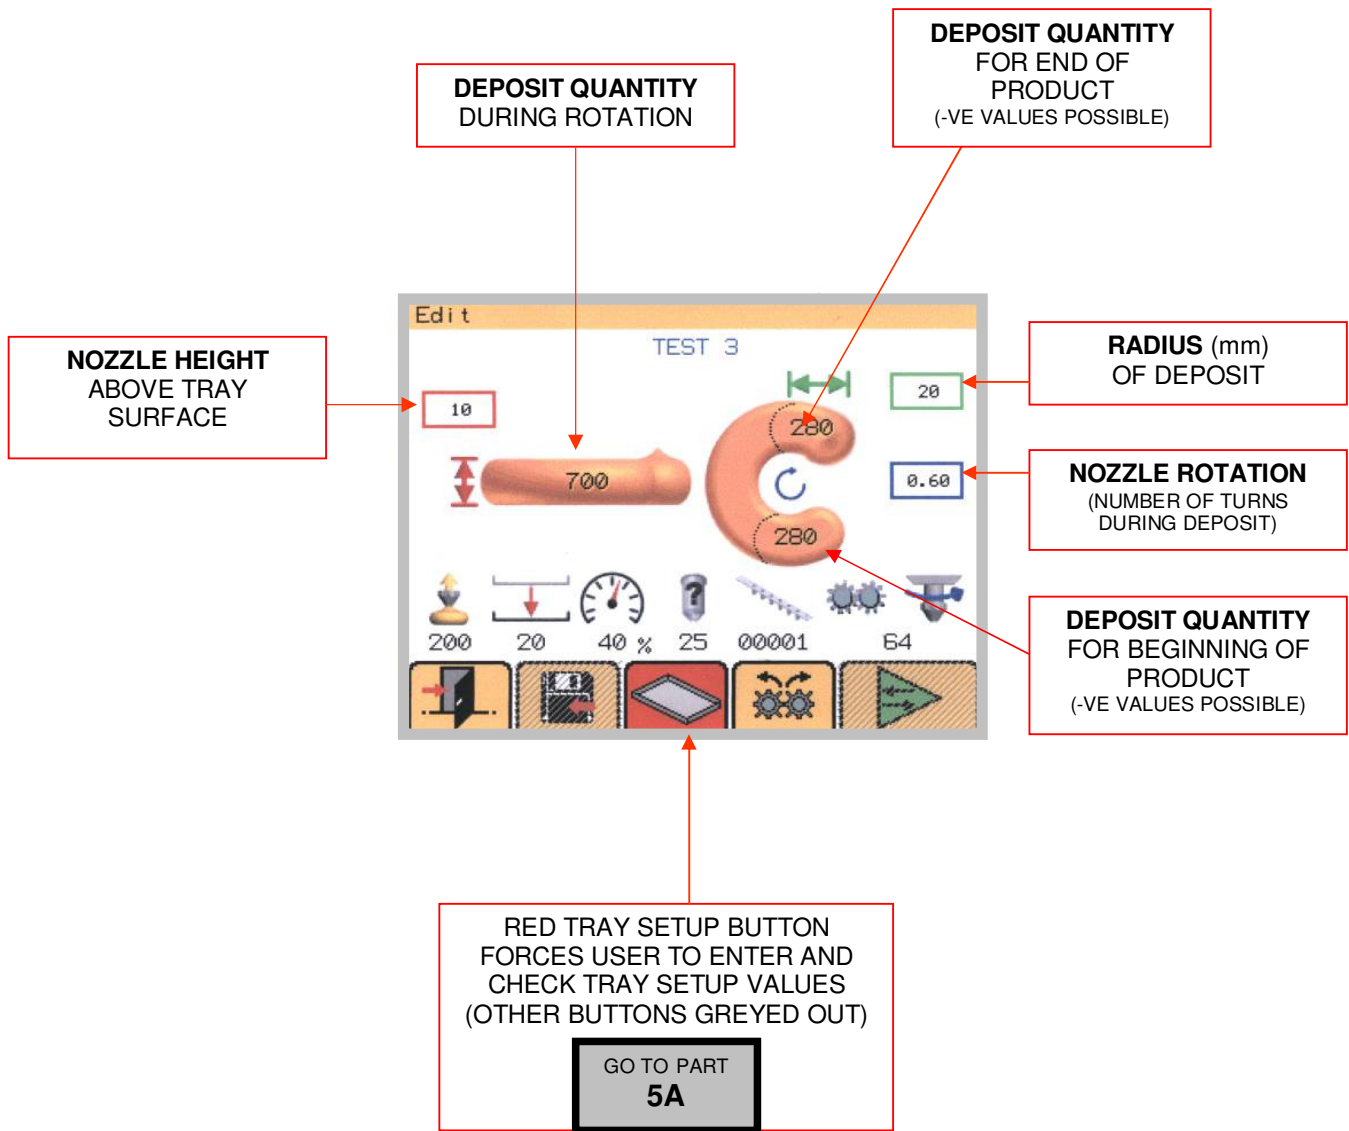 DEPOSIT QUANTITY
FOR END OF
PRODUCT
(-VE VALUES POSSIBLE)
DEPOSIT QUANTITY
DURING ROTATION
NOZZLE HEIGHT
ABOVE TRAY
SURFACE
Edit
TEST 3
10
700
280
280
20
0.60
?
200
20
40 %
25
00001
64
RADIUS (mm)
OF DEPOSIT
NOZZLE ROTATION
(NUMBER OF TURNS
DURING DEPOSIT)
DEPOSIT QUANTITY
FOR BEGINNING OF
PRODUCT
(-VE VALUES POSSIBLE)
RED TRAY SETUP BUTTON
FORCES USER TO ENTER AND
CHECK TRAY SETUP VALUES
(OTHER BUTTONS GREYED OUT)
GO TO PART
5A